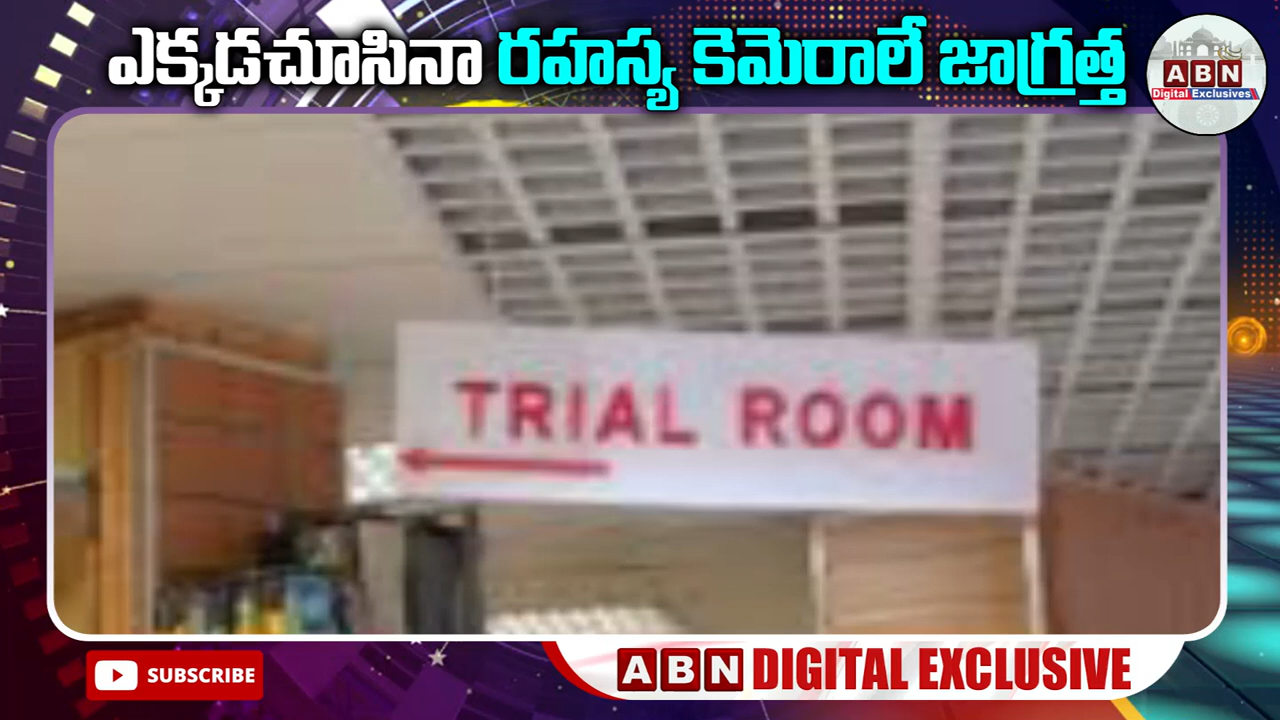 ఎక్కడచూసినా రహస్య కెమెరాలే జాగ్రత్త
ABN
Digital Exclusives
TRIAL ROOM
SUBSCRIBE
ABN DIGITAL EXCLUSIVE